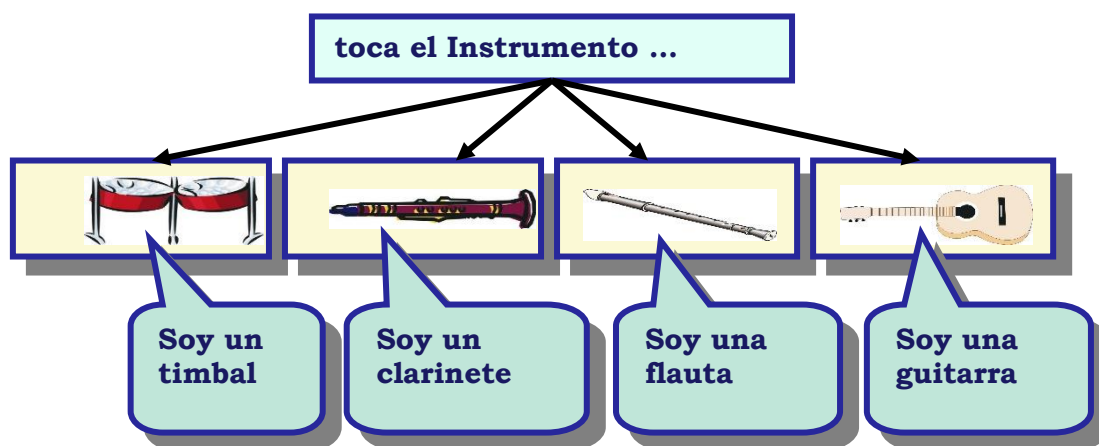 toca el Instrumento ...
Soy un
timbal
Soy un
clarinete
Soy una
flauta
Soy una
guitarra